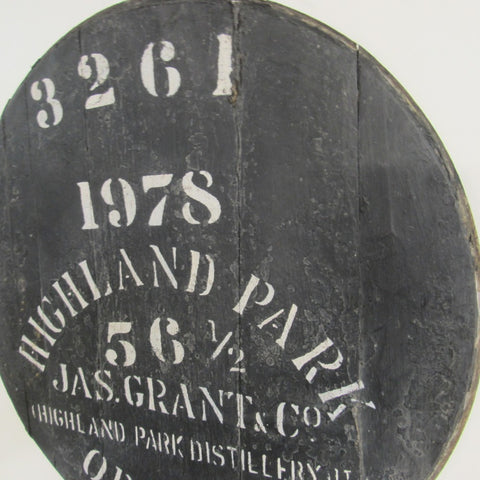 3261
1978
HIGHLAND PARK
56 1/2
JAS. GRANT & Co
(HIGHLAND PARK DISTILLERY)